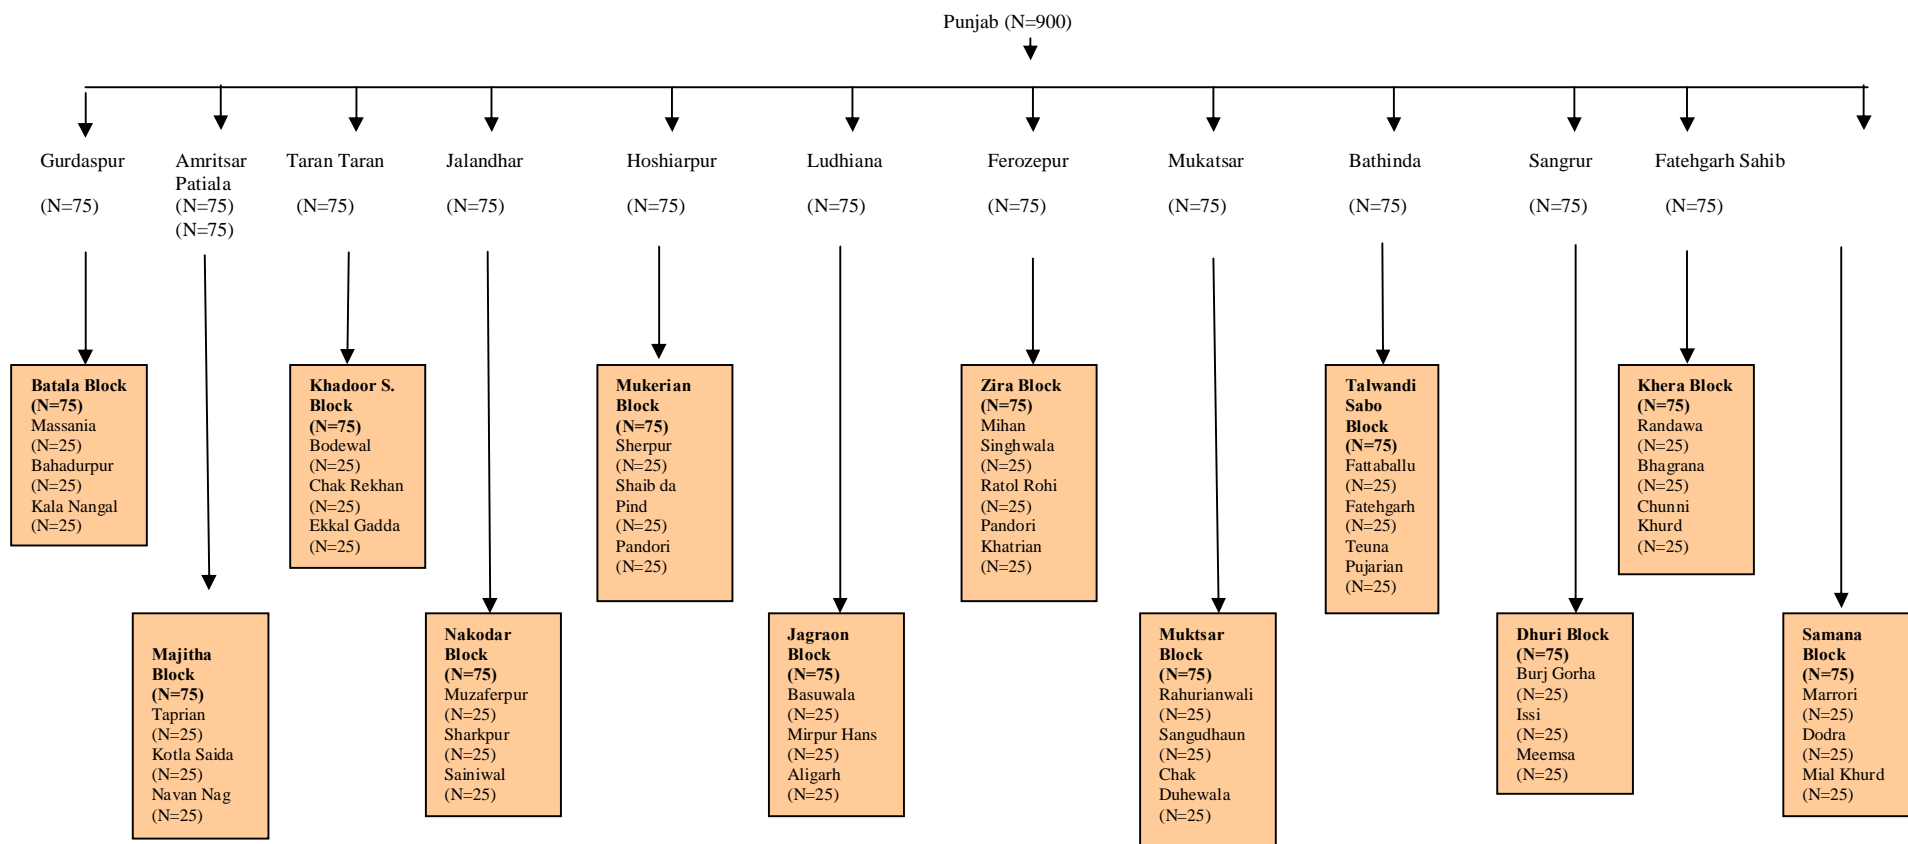 Punjab (N=900)
Gurdaspur
(N=75)
Amritsar
Patiala
(N=75)
(N=75)
Taran Taran
(N=75)
Jalandhar
(N=75)
Hoshiarpur
(N=75)
Ludhiana
(N=75)
Ferozepur
(N=75)
Mukatsar
(N=75)
Bathinda
(N=75)
Sangrur
(N=75)
Fatehgarh Sahib
(N=75)
Batala Block
(N=75)
Massania
(N=25)
Bahadurpur
(N=25)
Kala Nangal
(N=25)
Khadoor S.
Block
(N=75)
Bodewal
(N=25)
Chak Rekhan
(N=25)
Ekkal Gadda
(N=25)
Mukerian
Block
(N=75)
Sherpur
(N=25)
Shaib da
Pind
(N=25)
Pandori
(N=25)
Zira Block
(N=75)
Mihan
Singhwala
(N=25)
Ratol Rohi
(N=25)
Pandori
Khatrian
(N=25)
Talwandi
Sabo
Block
(N=75)
Fattaballu
(N=25)
Fatehgarh
(N=25)
Teuna
Pujarian
(N=25)
Khera Block
(N=75)
Randawa
(N=25)
Bhagrana
(N=25)
Chunni
Khurd
(N=25)
Majitha
Block
(N=75)
Taprian
(N=25)
Kotla Saida
(N=25)
Navan Nag
(N=25)
Nakodar
Block
(N=75)
Muzaferpur
(N=25)
Sharkpur
(N=25)
Sainiwal
(N=25)
Jagraon
Block
(N=75)
Basuwala
(N=25)
Mirpur Hans
(N=25)
Aligarh
(N=25)
Muktsar
Block
(N=75)
Rahurianwali
(N=25)
Sangudhaun
(N=25)
Chak
Duhewala
(N=25)
Dhuri Block
(N=75)
Burj Gorha
(N=25)
Issi
(N=25)
Meemsa
(N=25)
Samana
Block
(N=75)
Marrori
(N=25)
Dodra
(N=25)
Mial Khurd
(N=25)